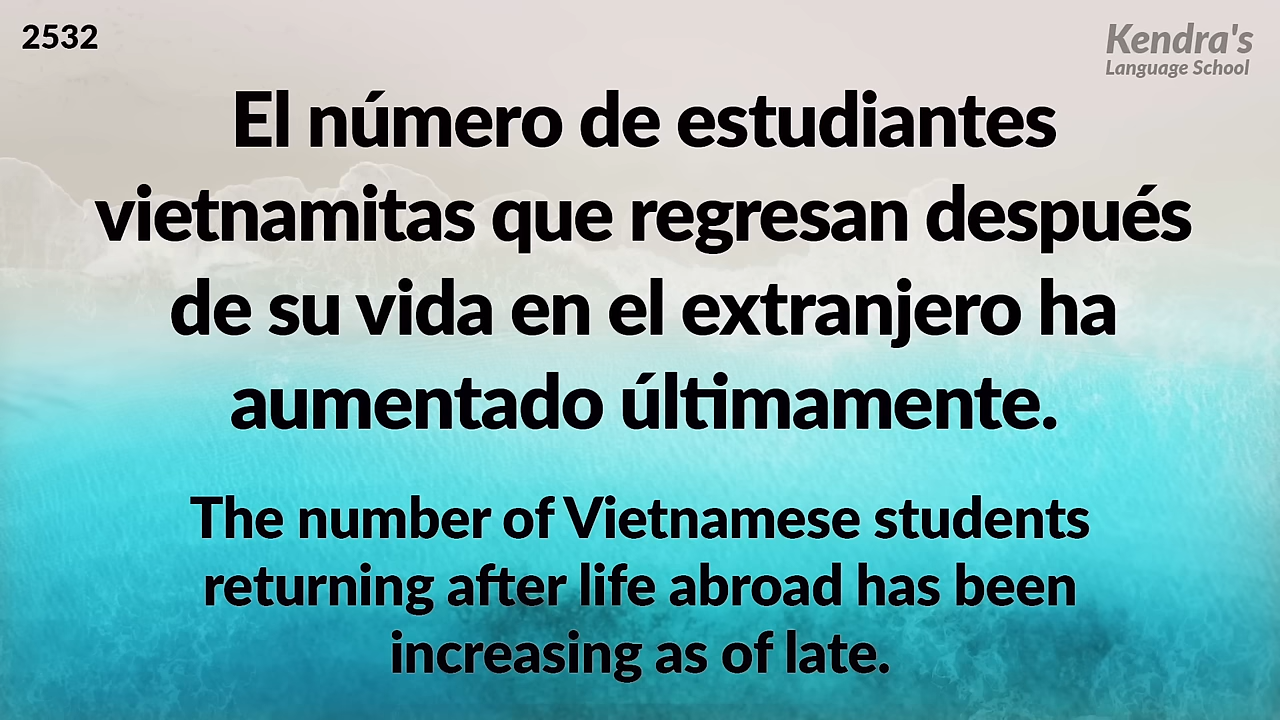 2532
Kendra's
Language School
El número de estudiantes
vietnamitas que regresan después
de su vida en el extranjero ha
aumentado últimamente.
The number of Vietnamese students
returning after life abroad has been
increasing as of late.